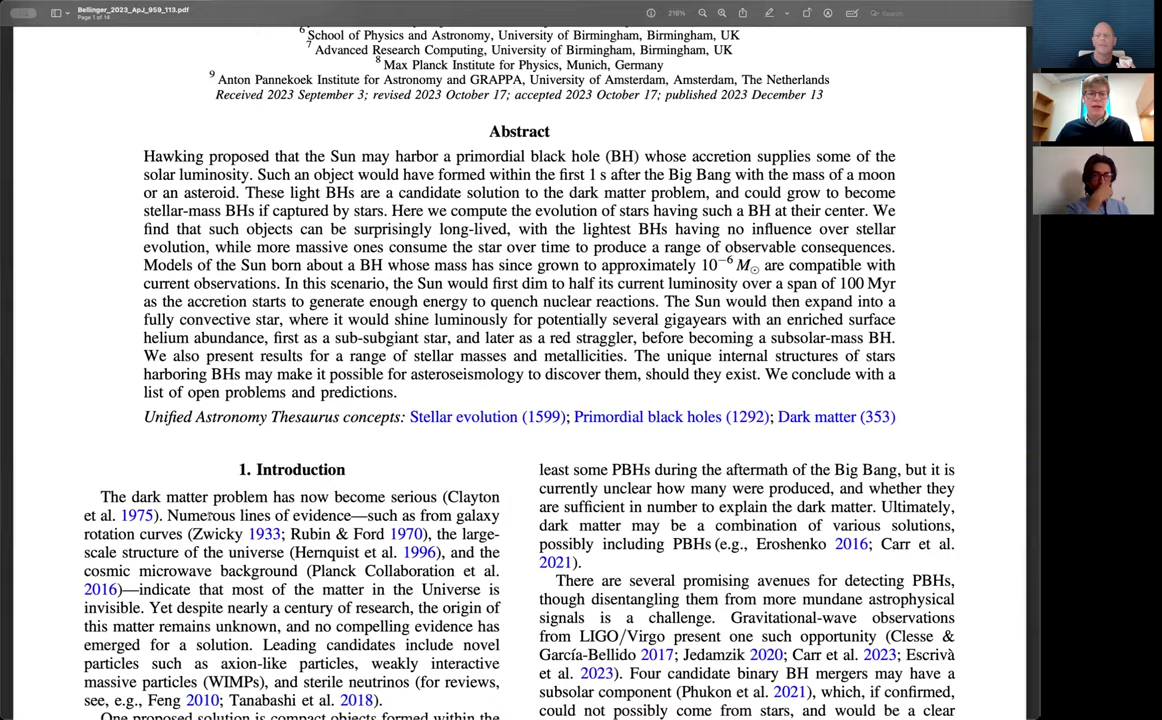 Bellinger_2023_ApJ_959_113.pdf
Page 1 of 14
216%
Search
6 School of Physics and Astronomy, University of Birmingham, Birmingham, UK
7 Advanced Research Computing, University of Birmingham, Birmingham, UK
8 Max Planck Institute for Physics, Munich, Germany
9 Anton Pannekoek Institute for Astronomy and GRAPPA, University of Amsterdam, Amsterdam, The Netherlands
Received 2023 September 3; revised 2023 October 17; accepted 2023 October 17; published 2023 December 13
Abstract
Hawking proposed that the Sun may harbor a primordial black hole (BH) whose accretion supplies some of the
solar luminosity. Such an object would have formed within the first 1 s after the Big Bang with the mass of a moon
or an asteroid. These light BHs are a candidate solution to the dark matter problem, and could grow to become
stellar-mass BHs if captured by stars. Here we compute the evolution of stars having such a BH at their center. We
find that such objects can be surprisingly long-lived, with the lightest BHs having no influence over stellar
evolution, while more massive ones consume the star over time to produce a range of observable consequences.
Models of the Sun born about a BH whose mass has since grown to approximately 10⁻⁶ M☉ are compatible with
current observations. In this scenario, the Sun would first dim to half its current luminosity over a span of 100 Myr
as the accretion starts to generate enough energy to quench nuclear reactions. The Sun would then expand into a
fully convective star, where it would shine luminously for potentially several gigayears with an enriched surface
helium abundance, first as a sub-subgiant star, and later as a red straggler, before becoming a subsolar-mass BH.
We also present results for a range of stellar masses and metallicities. The unique internal structures of stars
harboring BHs may make it possible for asteroseismology to discover them, should they exist. We conclude with a
list of open problems and predictions.
Unified Astronomy Thesaurus concepts: Stellar evolution (1599); Primordial black holes (1292); Dark matter (353)
1. Introduction
The dark matter problem has now become serious (Clayton
et al. 1975). Numerous lines of evidence—such as from galaxy
rotation curves (Zwicky 1933; Rubin & Ford 1970), the large-
scale structure of the universe (Hernquist et al. 1996), and the
cosmic microwave background (Planck Collaboration et al.
2016)—indicate that most of the matter in the Universe is
invisible. Yet despite nearly a century of research, the origin of
this matter remains unknown, and no compelling evidence has
emerged for a solution. Leading candidates include novel
particles such as axion-like particles, weakly interactive
massive particles (WIMPs), and sterile neutrinos (for reviews,
see, e.g., Feng 2010; Tanabashi et al. 2018).
One proposed solution is compact objects formed within the
least some PBHs during the aftermath of the Big Bang, but it is
currently unclear how many were produced, and whether they
are sufficient in number to explain the dark matter. Ultimately,
dark matter may be a combination of various solutions,
possibly including PBHs (e.g., Eroshenko 2016; Carr et al.
2021).
There are several promising avenues for detecting PBHs,
though disentangling them from more mundane astrophysical
signals is a challenge. Gravitational-wave observations
from LIGO/Virgo present one such opportunity (Clesse &
García-Bellido 2017; Jedamzik 2020; Carr et al. 2023; Escrivà
et al. 2023). Four candidate binary BH mergers may have a
subsolar component (Phukon et al. 2021), which, if confirmed,
could not possibly come from stars, and would be a clear